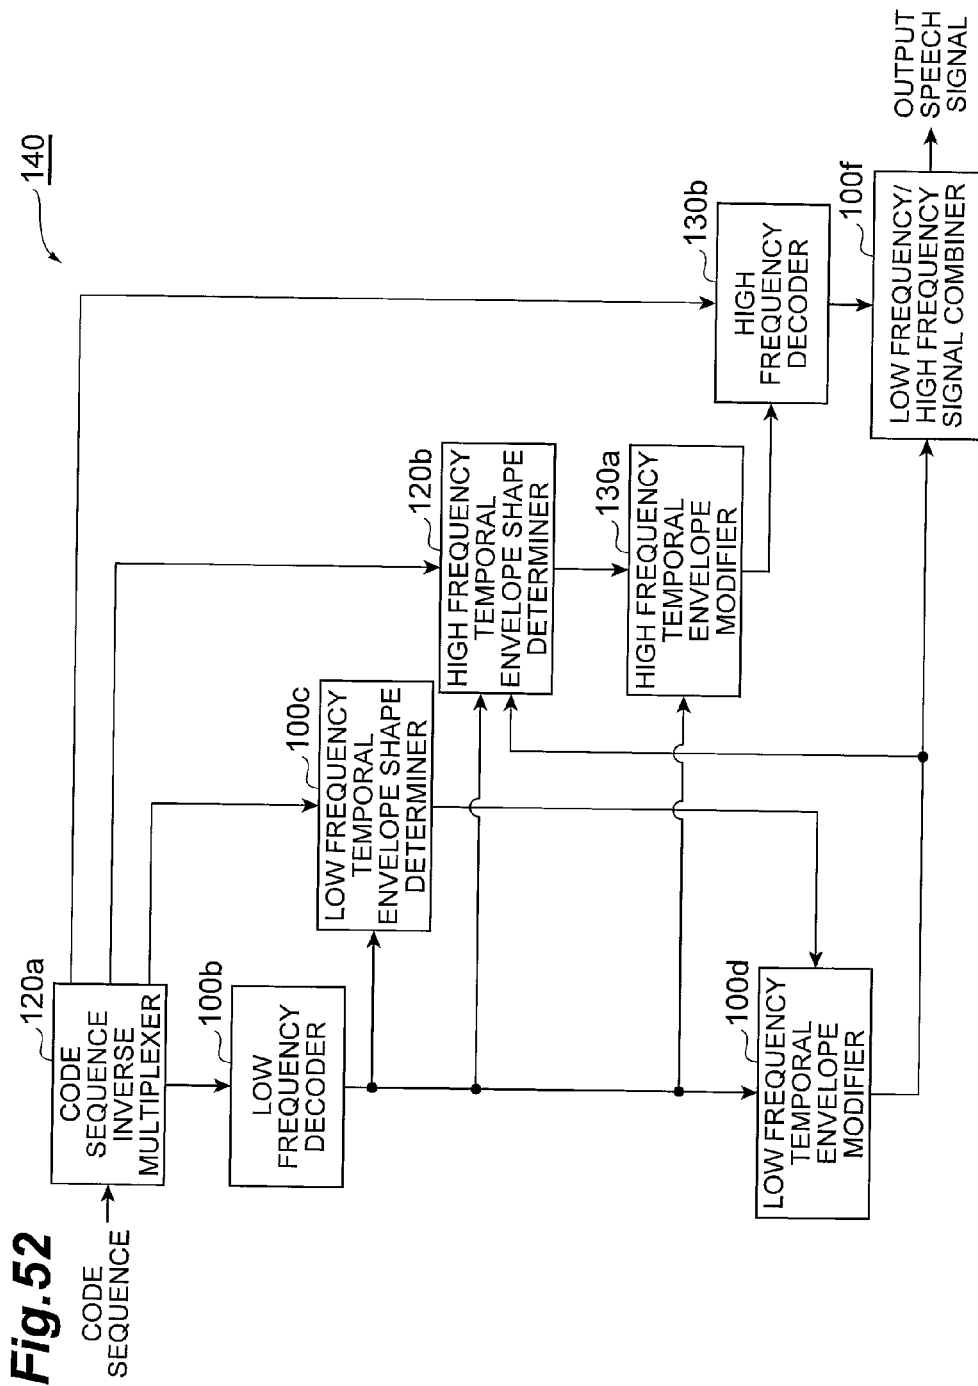 Fig.52
140
CODE
SEQUENCE
120a
CODE
SEQUENCE
INVERSE
MULTIPLEXER
100b
LOW
FREQUENCY
DECODER
100c
LOW FREQUENCY
TEMPORAL
ENVELOPE SHAPE
DETERMINER
120b
HIGH FREQUENCY
TEMPORAL
ENVELOPE SHAPE
DETERMINER
130a
HIGH FREQUENCY
TEMPORAL
ENVELOPE
MODIFIER
130b
HIGH
FREQUENCY
DECODER
100d
LOW FREQUENCY
TEMPORAL
ENVELOPE
MODIFIER
100f
LOW FREQUENCY/
HIGH FREQUENCY
SIGNAL COMBINER
OUTPUT
SPEECH
SIGNAL